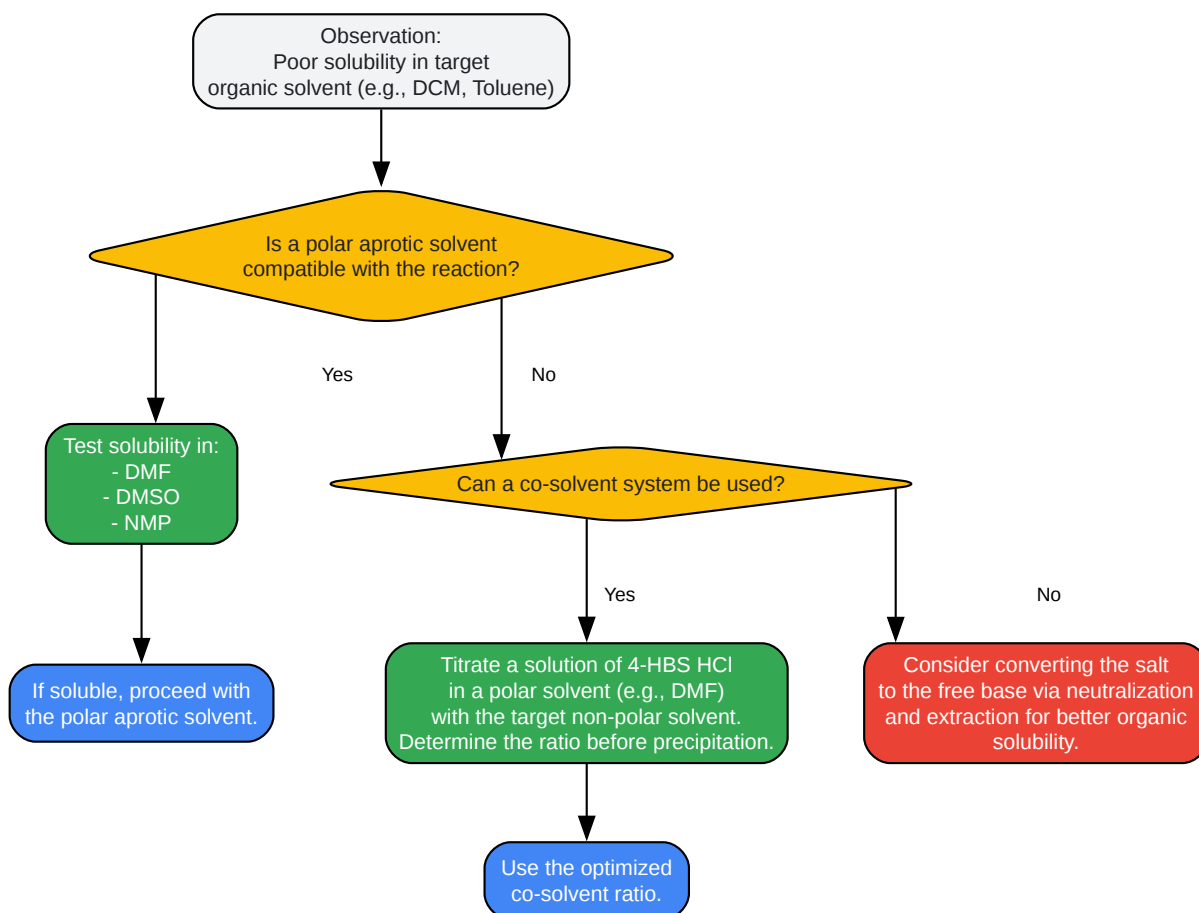 Observation:
Poor solubility in target
organic solvent (e.g., DCM, Toluene)
Is a polar aprotic solvent
compatible with the reaction?
Yes
No
Test solubility in:
- DMF
- DMSO
- NMP
Can a co-solvent system be used?
Yes
No
If soluble, proceed with
the polar aprotic solvent.
Titrate a solution of 4-HBS HCl
in a polar solvent (e.g., DMF)
with the target non-polar solvent.
Determine the ratio before precipitation.
Consider converting the salt
to the free base via neutralization
and extraction for better organic
solubility.
Use the optimized
co-solvent ratio.